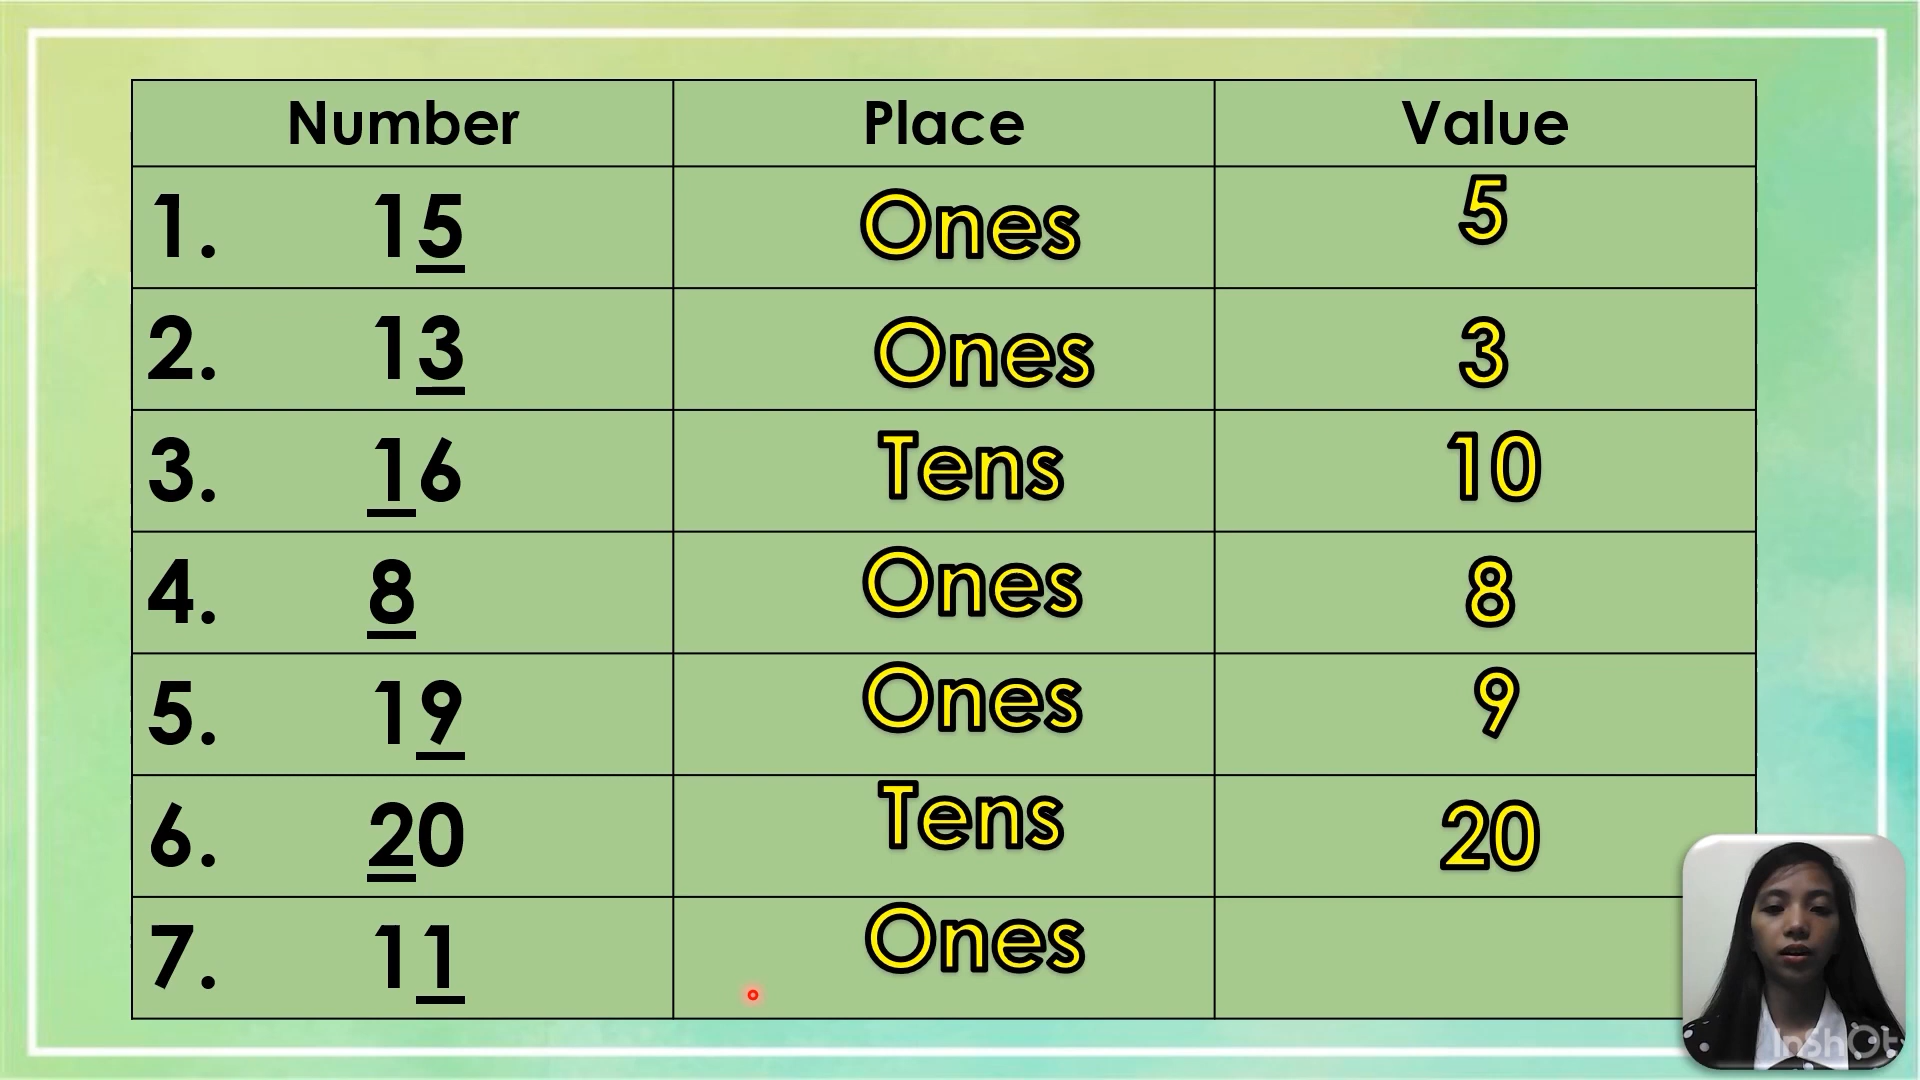 Number Place Value
1. 15 Ones 5
2. 13 Ones 3
3. 16 Tens 10
4. 8 Ones 8
5. 19 Ones 9
6. 20 Tens 20
7. 11 Ones
InShOt